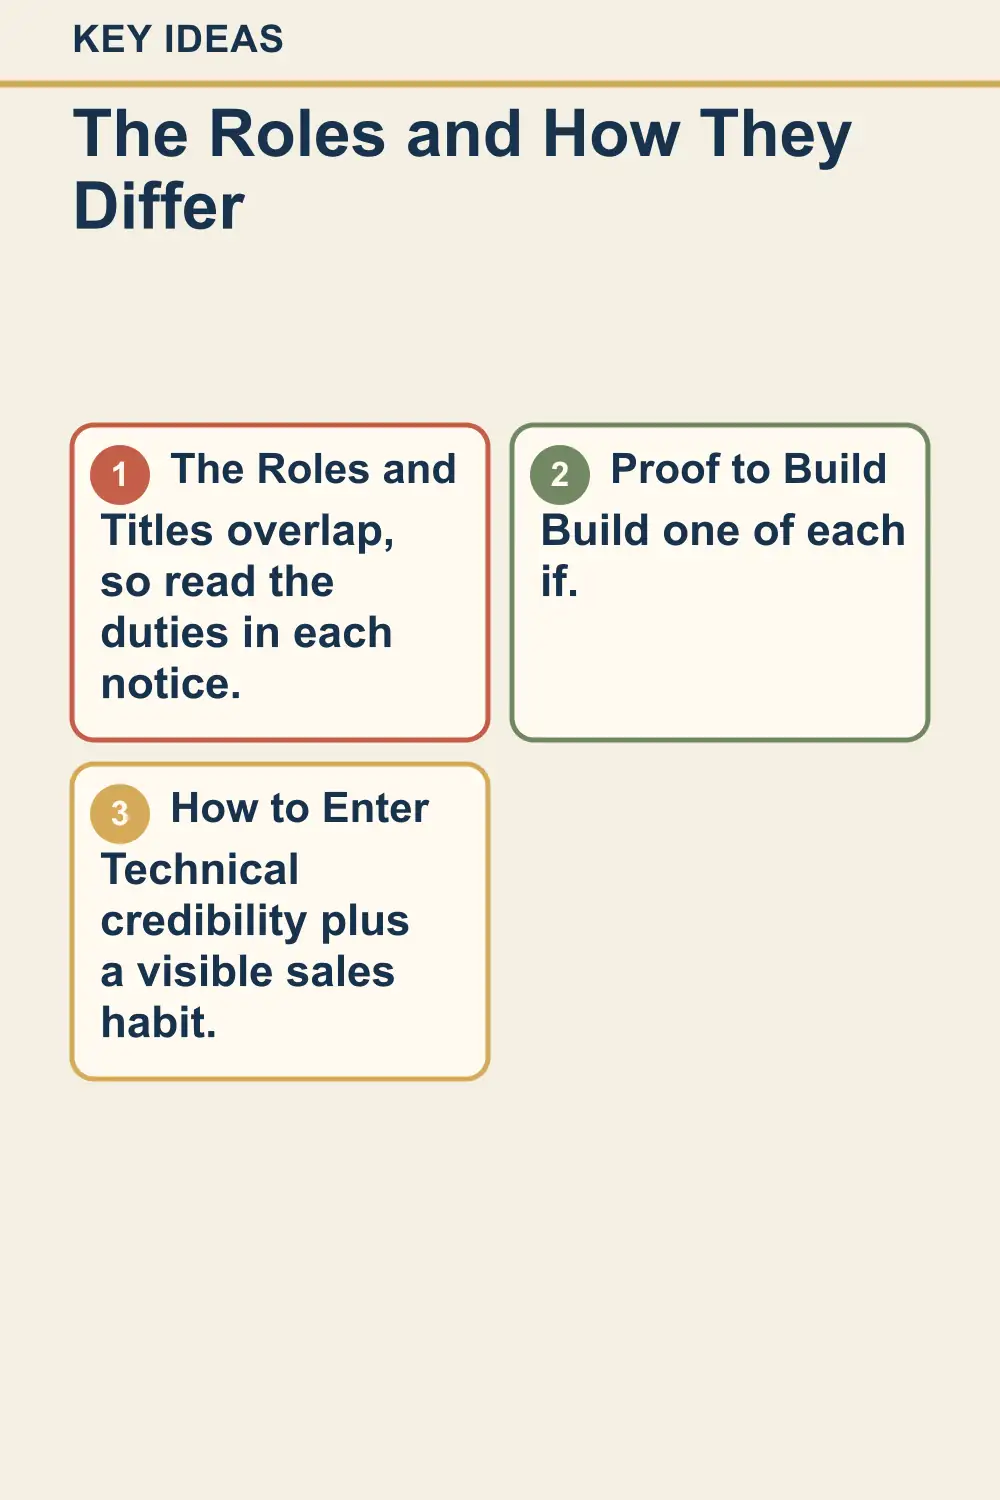 KEY IDEAS
The Roles and How They
Differ
1 The Roles and
Titles overlap,
so read the
duties in each
notice.
2 Proof to Build
Build one of each
if.
3 How to Enter
Technical
credibility plus
a visible sales
habit.